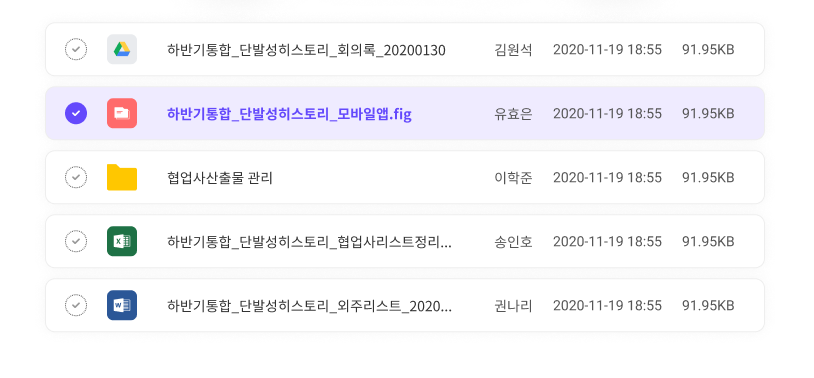 하반기통합_단발성히스토리_회의록_20200130 김원석 2020-11-19 18:55 91.95KB
하반기통합_단발성히스토리_모바일앱.fig 유효은 2020-11-19 18:55 91.95KB
협업사산출물 관리 이학준 2020-11-19 18:55 91.95KB
하반기통합_단발성히스토리_협업사리스트정리... 송인호 2020-11-19 18:55 91.95KB
하반기통합_단발성히스토리_외주리스트_2020... 권나리 2020-11-19 18:55 91.95KB